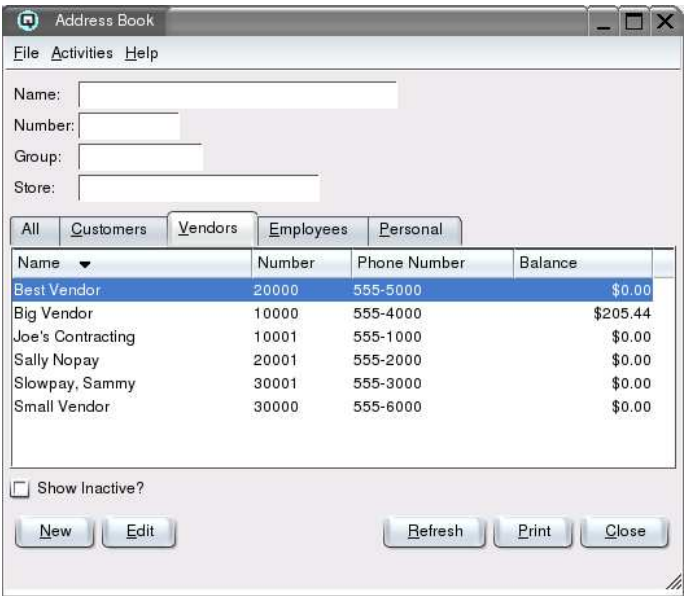 Address Book
File Activities Help
Name:
Number:
Group:
Store:
All Customers Vendors Employees Personal
Name Number Phone Number Balance
Best Vendor 20000 555-5000 $0.00
Big Vendor 10000 555-4000 $205.44
Joe's Contracting 10001 555-1000 $0.00
Sally Nopay 20001 555-2000 $0.00
Slowpay, Sammy 30001 555-3000 $0.00
Small Vendor 30000 555-6000 $0.00
Show Inactive?
New Edit Refresh Print Close